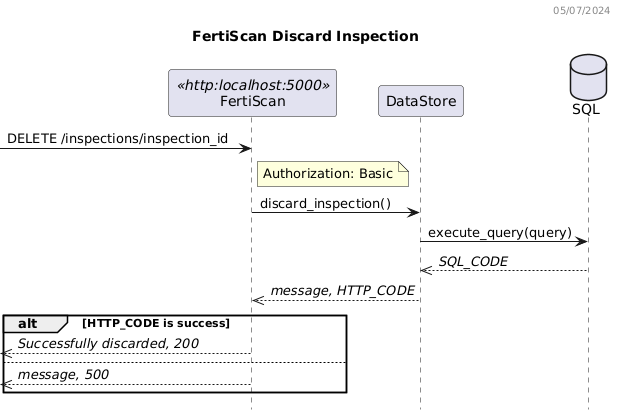 05/07/2024
FertiScan Discard Inspection
«http:localhost:5000»
FertiScan
DataStore
SQL
DELETE /inspections/inspection_id
Authorization: Basic
discard_inspection()
execute_query(query)
SQL_CODE
message, HTTP_CODE
alt [HTTP_CODE is success]
Successfully discarded, 200
message, 500